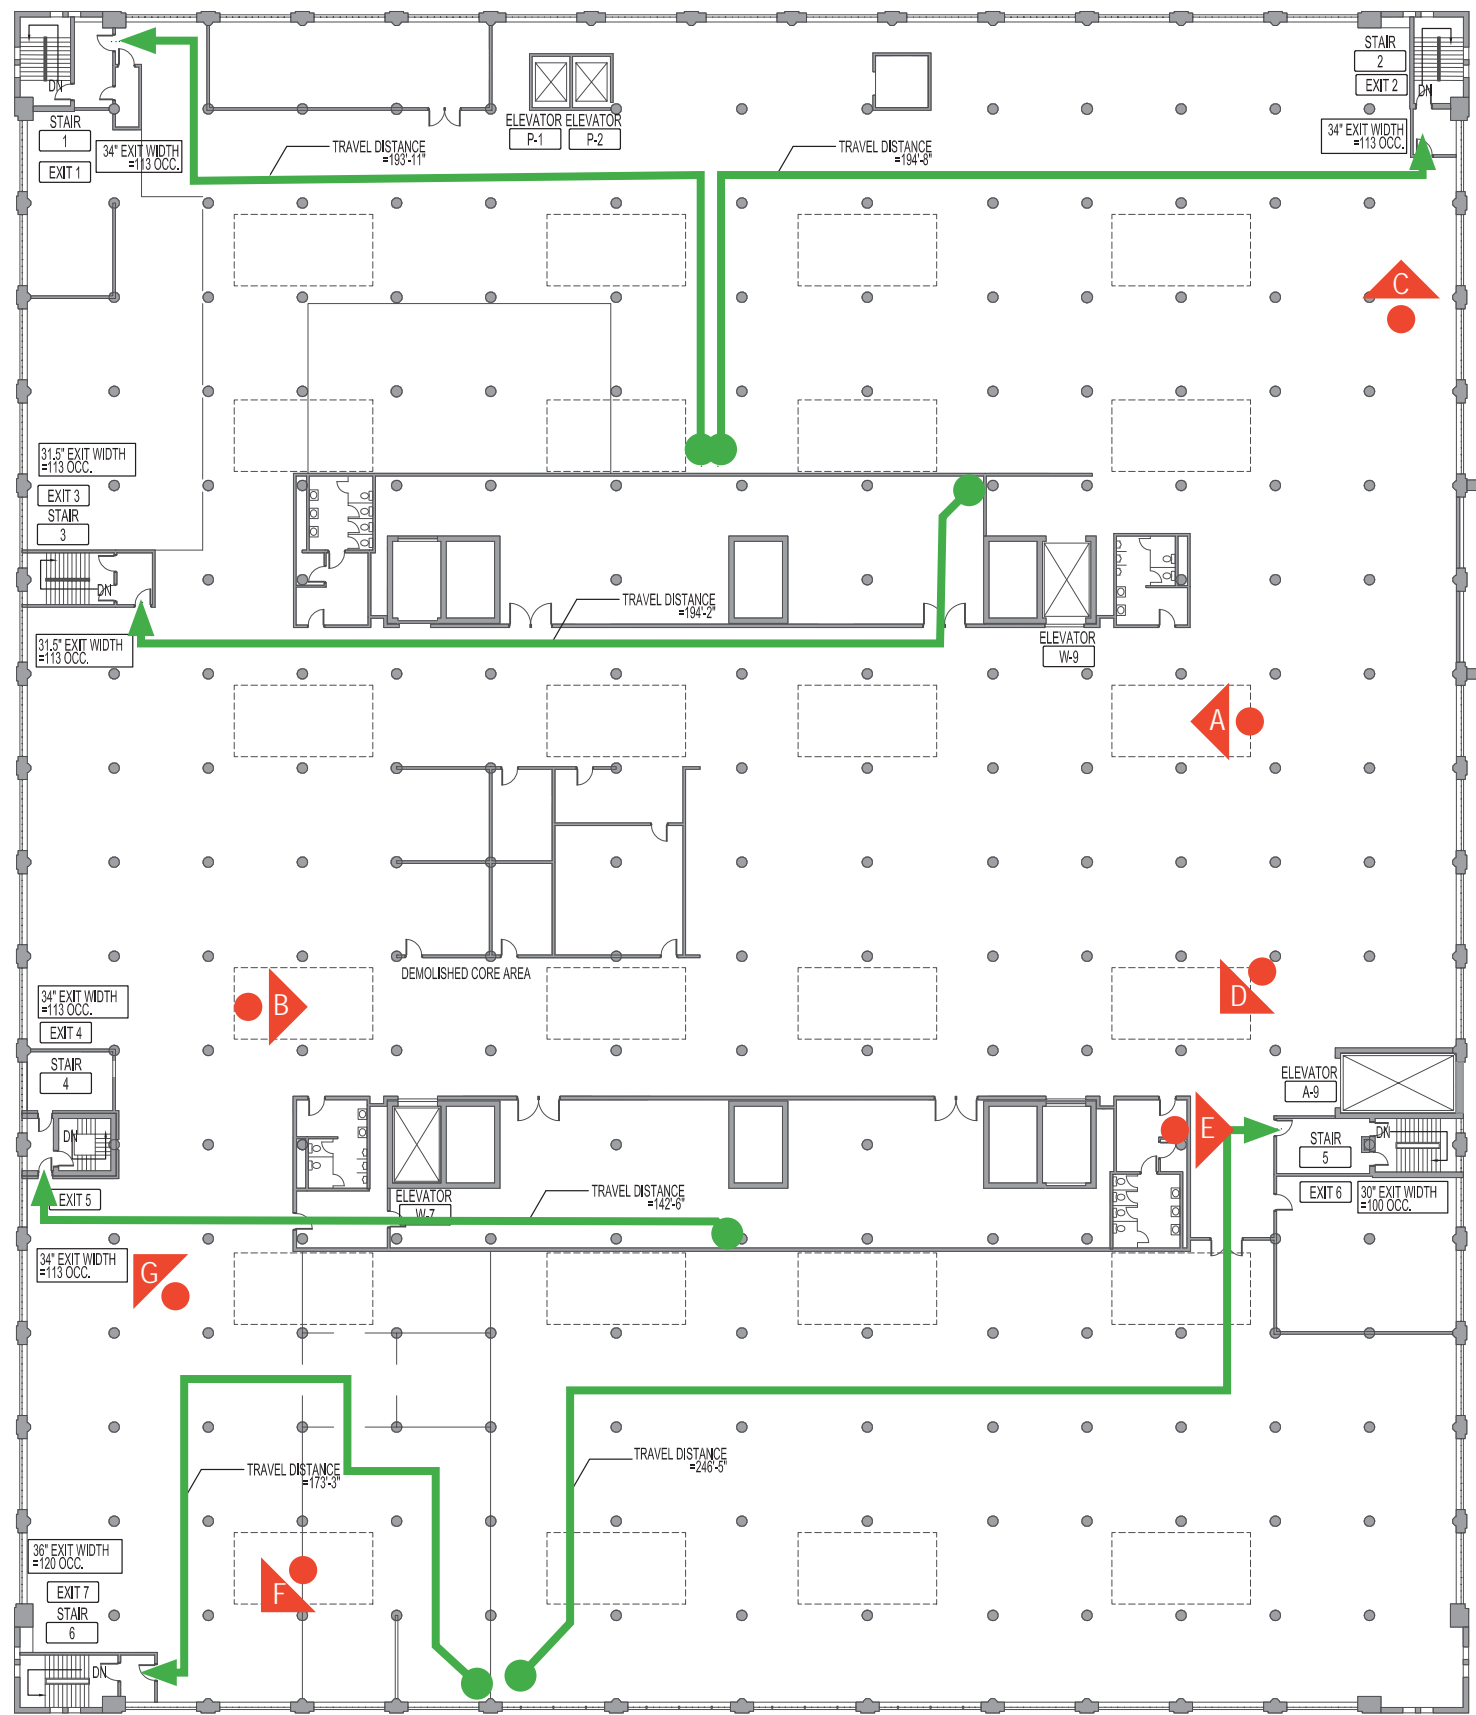 STAIR
2
EXIT 2
DN
DN
STAIR
1
EXIT 1
34" EXIT WIDTH
=113 OCC.
ELEVATOR
P-1
ELEVATOR
P-2
TRAVEL DISTANCE
=193'-11"
TRAVEL DISTANCE
=194'-8"
34" EXIT WIDTH
=113 OCC.
C
31.5" EXIT WIDTH
=113 OCC.
EXIT 3
STAIR
3
DN
TRAVEL DISTANCE
=194'-2"
31.5" EXIT WIDTH
=113 OCC.
ELEVATOR
W-9
A
DEMOLISHED CORE AREA
B
D
34" EXIT WIDTH
=113 OCC.
EXIT 4
STAIR
4
DN
ELEVATOR
A-9
E
STAIR
5
DN
EXIT 5
ELEVATOR
W-7
TRAVEL DISTANCE
=142'-6"
EXIT 6
30" EXIT WIDTH
=100 OCC.
34" EXIT WIDTH
=113 OCC.
G
TRAVEL DISTANCE
=173'-3"
TRAVEL DISTANCE
=246'-5"
36" EXIT WIDTH
=120 OCC.
EXIT 7
STAIR
6
F
DN